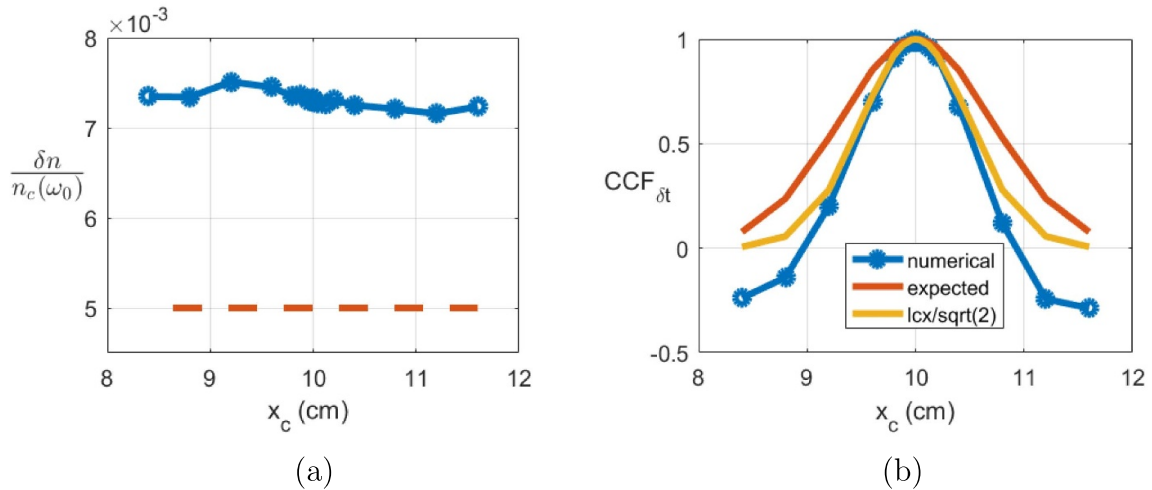 ×10⁻³
8
7
6
5
δn
n_c(ω_0)
8 9 10 11 12
x_c (cm)
(a)
1
0.5
0
-0.5
CCF_δt
numerical
expected
lcx/sqrt(2)
8 9 10 11 12
x_c (cm)
(b)